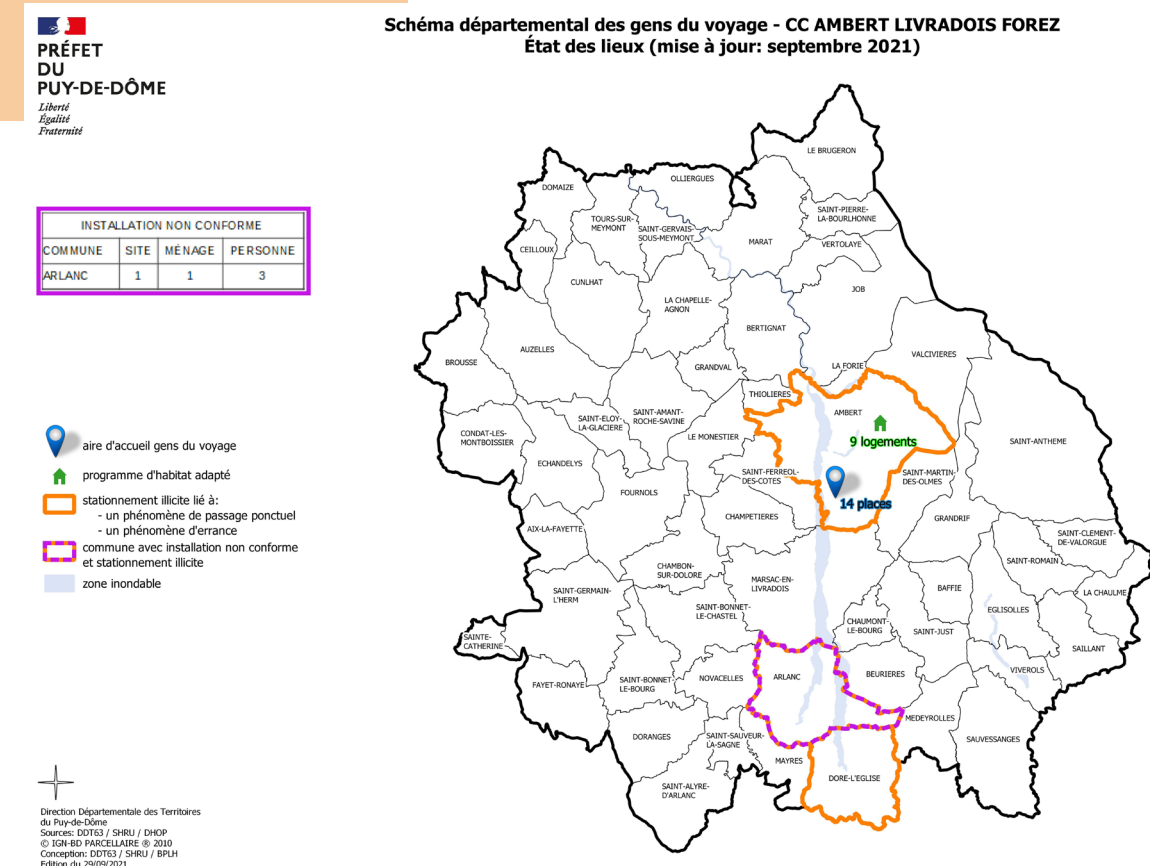 Schéma départemental des gens du voyage - CC AMBERT LIVRADOIS FOREZ
État des lieux (mise à jour: septembre 2021)
PRÉFET
DU
PUY-DE-DÔME
Liberté
Égalité
Fraternité
INSTALLATION NON CONFORME
COMMUNE SITE MÉNAGE PERSONNE
ARLANC 1 1 3
aire d'accueil gens du voyage
programme d'habitat adapté
stationnement illicite lié à:
- un phénomène de passage ponctuel
- un phénomène d'errance
commune avec installation non conforme
et stationnement illicite
zone inondable
LE BRUGERON
OLLIERGUES
DOMAIZE
SAINT-PIERRE-
LA-BOURLHONNE
TOURS-SUR-
MEYMONT
SAINT-GERVAIS-
SOUS-MEYMONT
MARAT
VERTOLAYE
CEILLOUX
CUNLHAT
JOB
LA CHAPELLE-
AGNON
BERTIGNAT
AUZELLES
VALCIVIERES
BROUSSE
GRANDVAL
LA FORIE
THIOLIERES
AMBERT
9 logements
SAINT-AMANT-
ROCHE-SAVINE
SAINT-ELOY-
LA-GLACIERE
CONDAT-LES-
MONTBOISSIER
LE MONESTIER
SAINT-ANTHEME
ECHANDELYS
SAINT-FERREOL-
DES-COTES
SAINT-MARTIN-
DES-OLMES
FOURNOLS
14 places
CHAMPETIERES
GRANDRIF
AIX-LA-FAYETTE
SAINT-CLEMENT-
DE-VALORGUE
SAINT-ROMAIN
CHAMBON-
SUR-DOLORE
MARSAC-EN-
LIVRADOIS
BAFFIE
LA CHAULME
SAINT-GERMAIN-
L'HERM
SAINT-BONNET-
LE-CHASTEL
EGLISOLLES
CHAUMONT-
LE-BOURG
SAINT-JUST
SAINTE-
CATHERINE
SAILLANT
VIVEROLS
FAYET-RONAYE
SAINT-BONNET-
LE-BOURG
NOVACELLES
ARLANC
BEURIERES
MEDEYROLLES
DORANGES
SAINT-SAUVEUR-
LA-SAGNE
SAUVESSANGES
MAYRES
DORE-L'EGLISE
SAINT-ALYRE-
D'ARLANC
Direction Départementale des Territoires
du Puy-de-Dôme
Sources: DDT63 / SHRU / DHOP
© IGN-BD PARCELLAIRE ® 2010
Conception: DDT63 / SHRU / BPLH
Edition du 29/09/2021